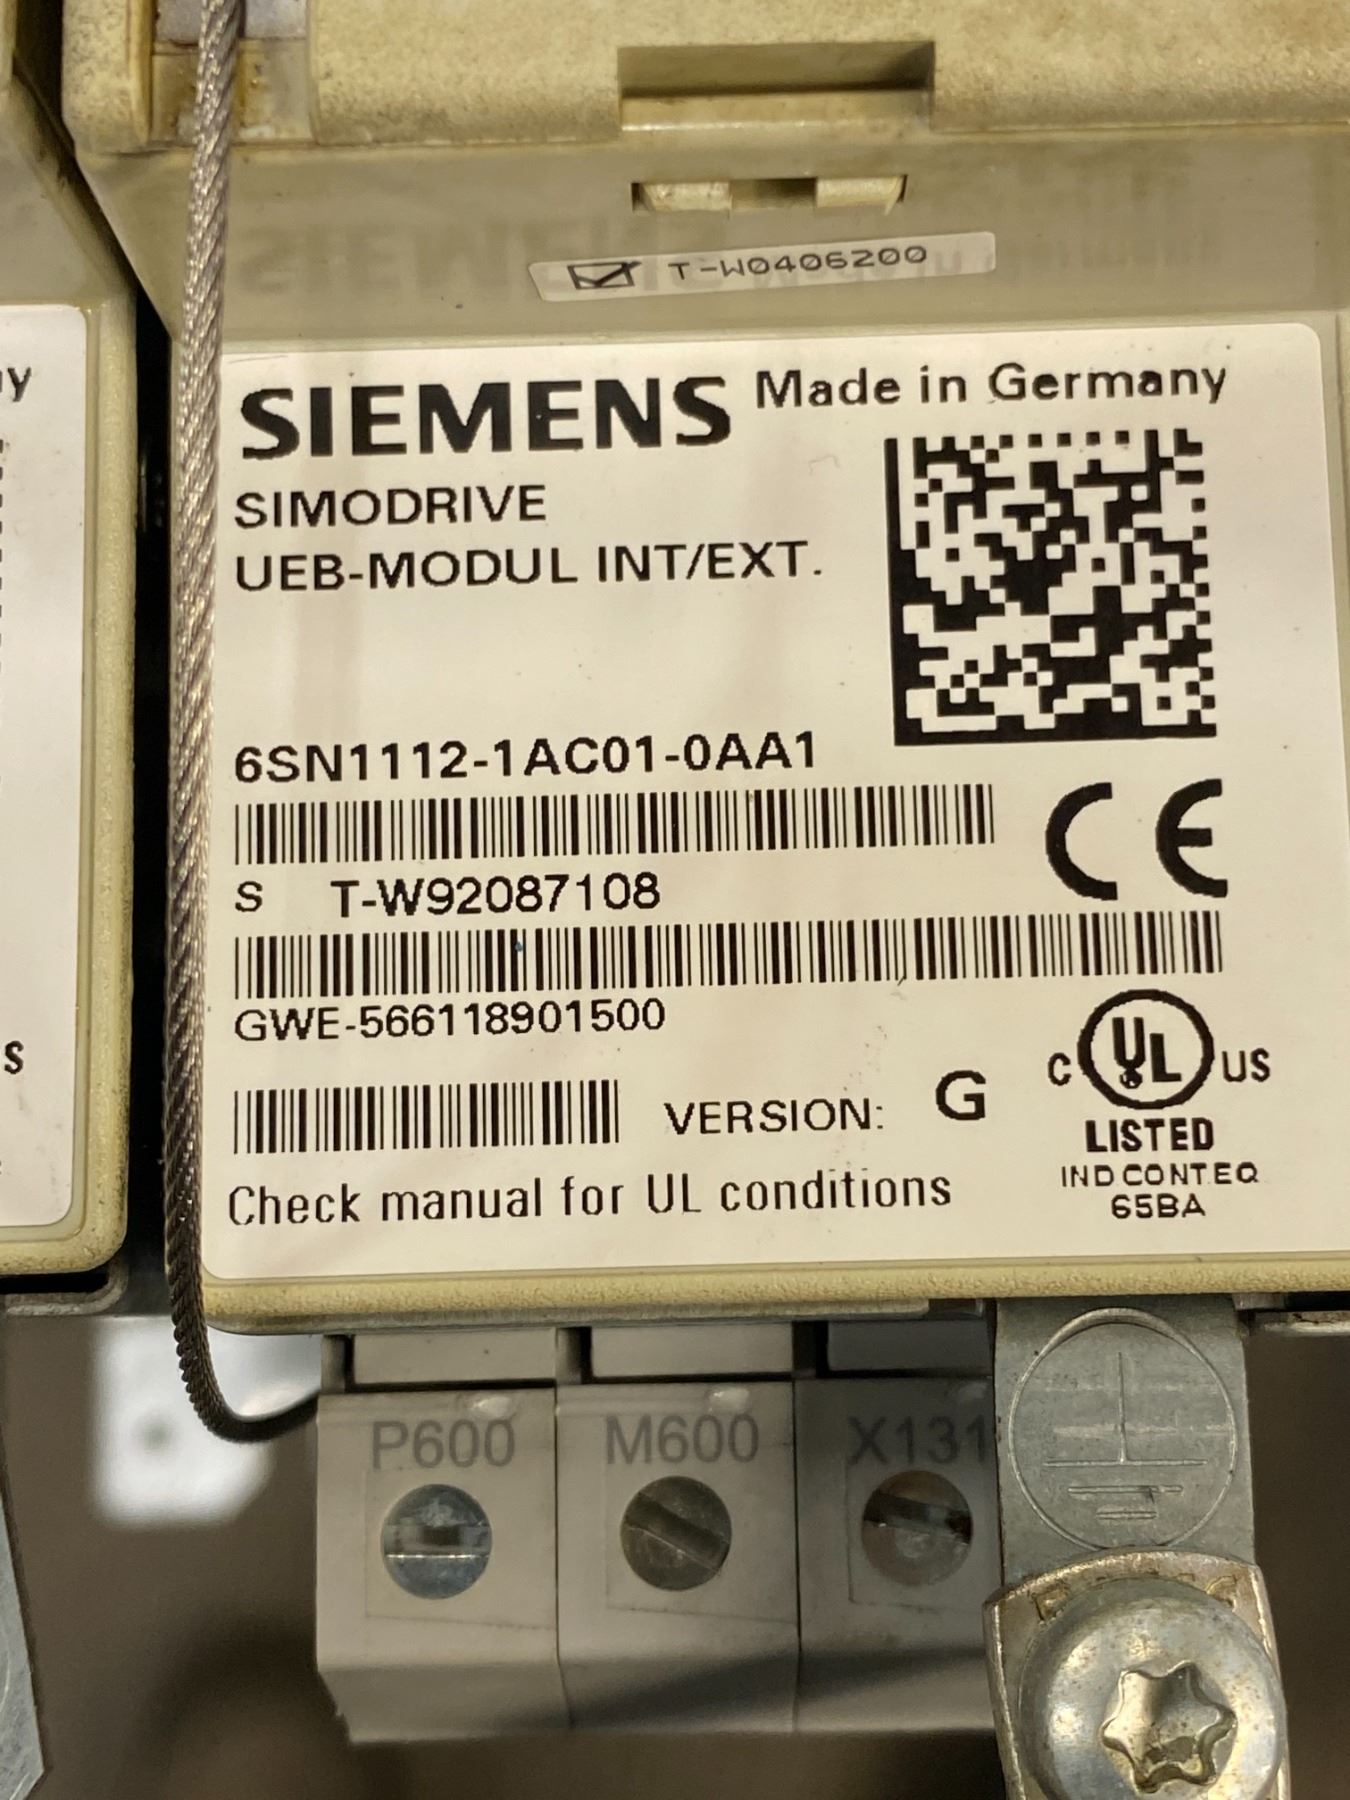 T-W0406200
SIEMENS Made in Germany
SIMODRIVE
UEB-MODUL INT/EXT.
6SN1112-1AC01-0AA1
CE
S T-W92087108
GWE-566118901500
VERSION: G
C UL US
LISTED
IND CONT EQ
65BA
Check manual for UL conditions
P600 M600 X131
y
S